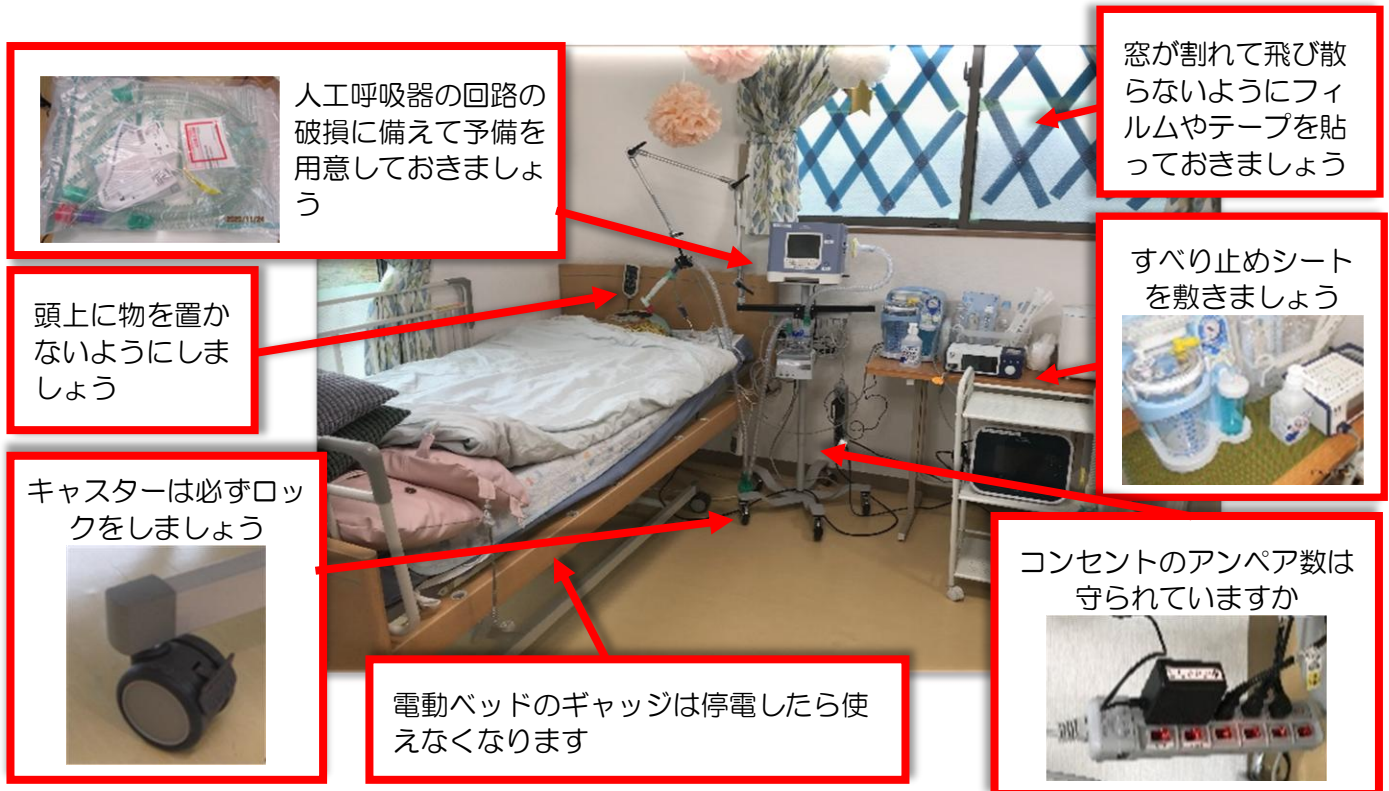 人工呼吸器の回路の
破損に備えて予備を
用意しておきましょ
う
2020/11/24
窓が割れて飛び散
らないようにフィ
ルムやテープを貼
っておきましょう
頭上に物を置か
ないようにしま
しょう
すべり止めシート
を敷きましょう
キャスターは必ずロッ
クをしましょう
電動ベッドのギャッジは停電したら使
えなくなります
コンセントのアンペア数は
守られていますか